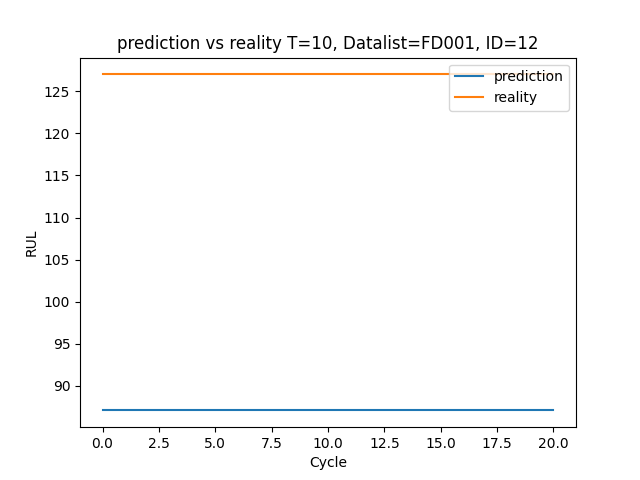 prediction vs reality T=10, Datalist=FD001, ID=12
prediction
reality
125
120
115
110
105
100
95
90
RUL
0.0 2.5 5.0 7.5 10.0 12.5 15.0 17.5 20.0
Cycle